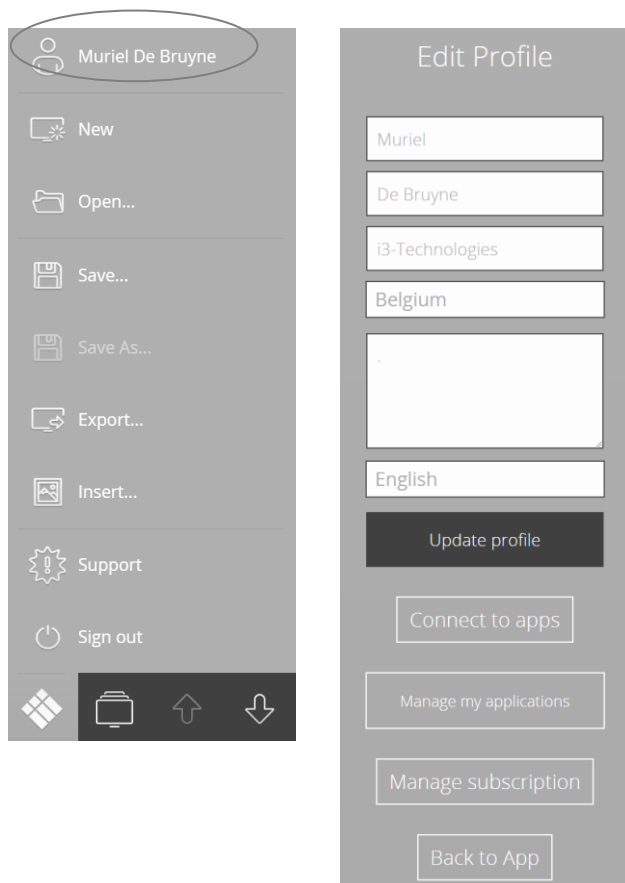 Muriel De Bruyne
New
Open...
Save...
Save As...
Export...
Insert...
Support
Sign out
Edit Profile
Muriel
De Bruyne
i3-Technologies
Belgium
.
English
Update profile
Connect to apps
Manage my applications
Manage subscription
Back to App